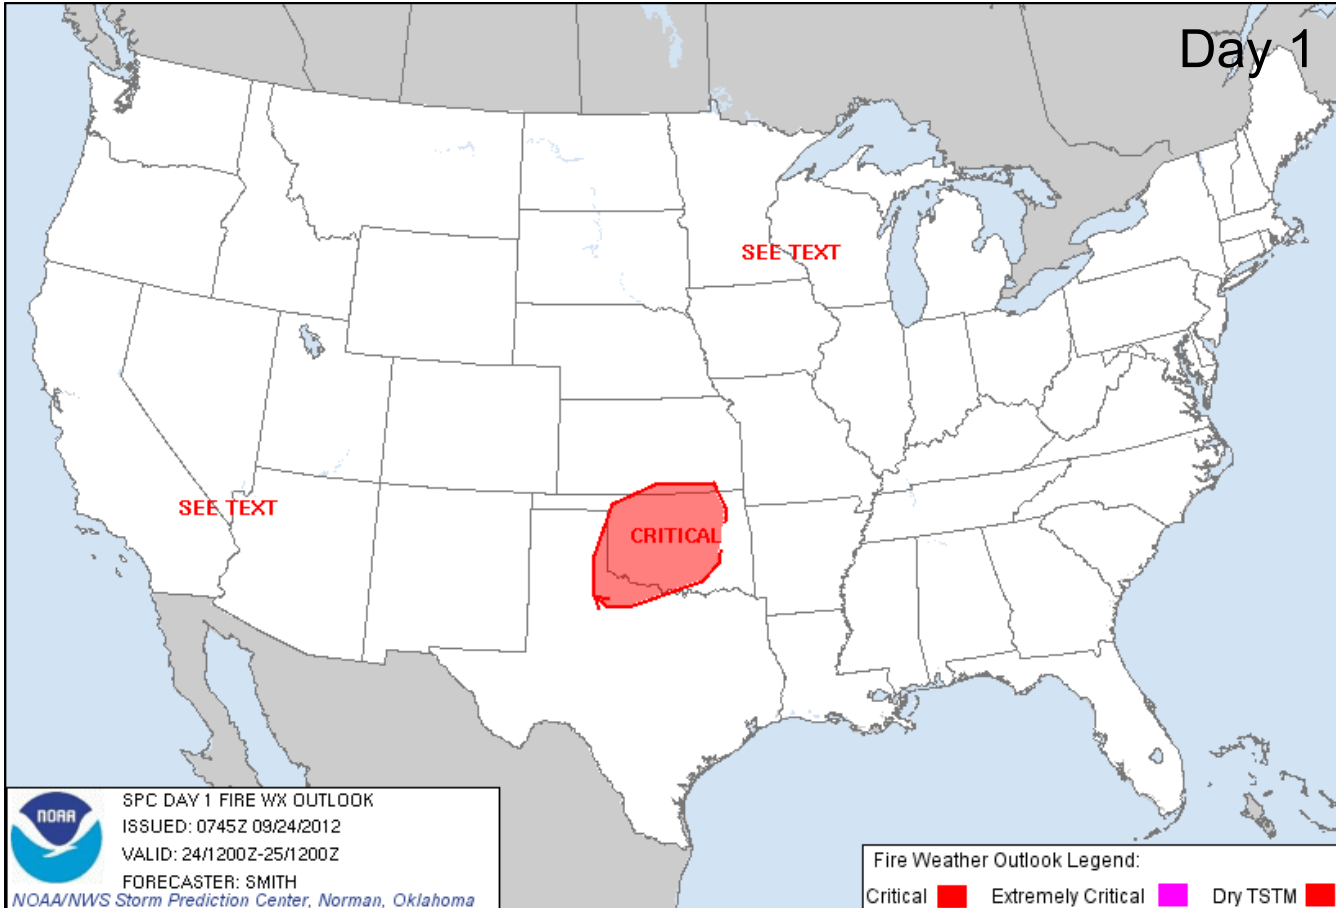 Day 1
SEE TEXT
SEE TEXT
CRITICAL
NOAA
SPC DAY 1 FIRE WX OUTLOOK
ISSUED: 0745Z 09/24/2012
VALID: 24/1200Z-25/1200Z
FORECASTER: SMITH
NOAA/NWS Storm Prediction Center, Norman, Oklahoma
Fire Weather Outlook Legend:
Critical Extremely Critical Dry TSTM